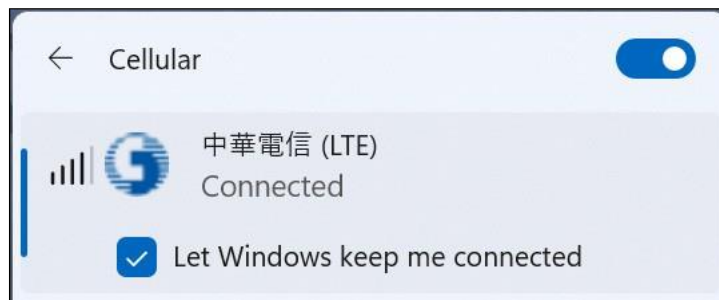 Cellular
中華電信 (LTE)
Connected
Let Windows keep me connected